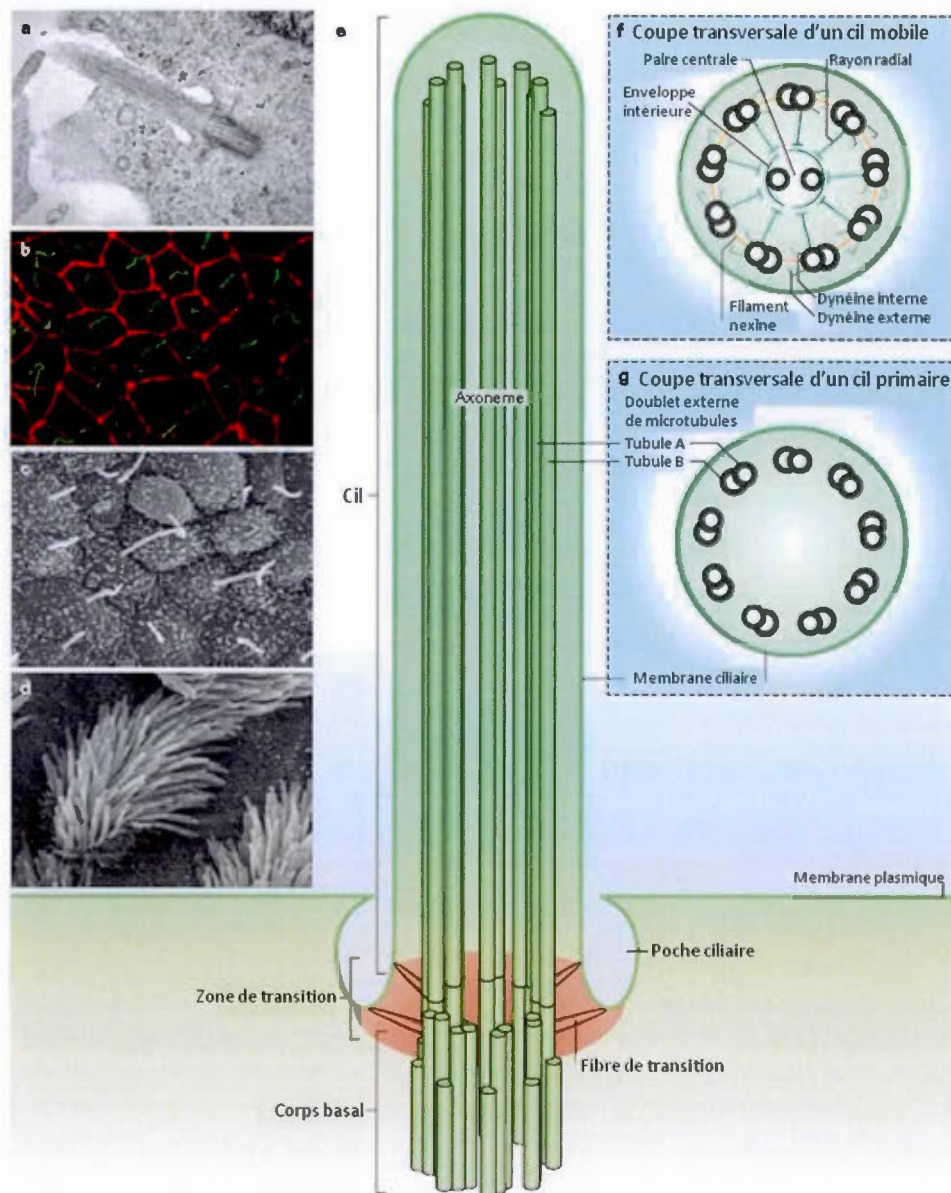 a
b
c
d
e
Axoneme
Cil
Zone de transition
Corps basal
Fibre de transition
Poche ciliaire
Membrane plasmique
Membrane ciliaire
f Coupe transversale d'un cil mobile
Paire centrale
Rayon radial
Enveloppe
intérieure
Filament
nexine
Dynéine interne
Dynéine externe
g Coupe transversale d'un cil primaire
Doublet externe
de microtubules
Tubule A
Tubule B